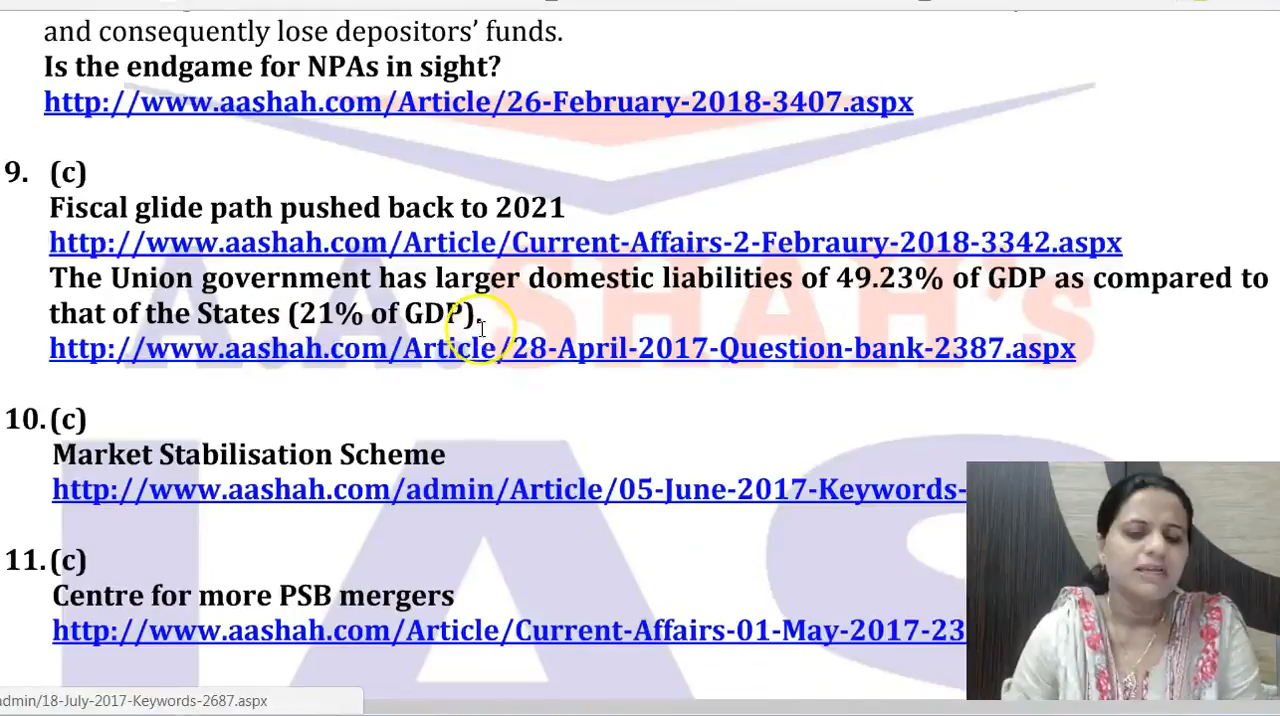 and consequently lose depositors’ funds.
Is the endgame for NPAs in sight?
http://www.aashah.com/Article/26-February-2018-3407.aspx
9. (c)
Fiscal glide path pushed back to 2021
http://www.aashah.com/Article/Current-Affairs-2-Febraury-2018-3342.aspx
The Union government has larger domestic liabilities of 49.23% of GDP as compared to
that of the States (21% of GDP).
http://www.aashah.com/Article/28-April-2017-Question-bank-2387.aspx
10. (c)
Market Stabilisation Scheme
http://www.aashah.com/admin/Article/05-June-2017-Keywords-
11. (c)
Centre for more PSB mergers
http://www.aashah.com/Article/Current-Affairs-01-May-2017-23
admin/18-July-2017-Keywords-2687.aspx
A.A.SHAH's
IAS